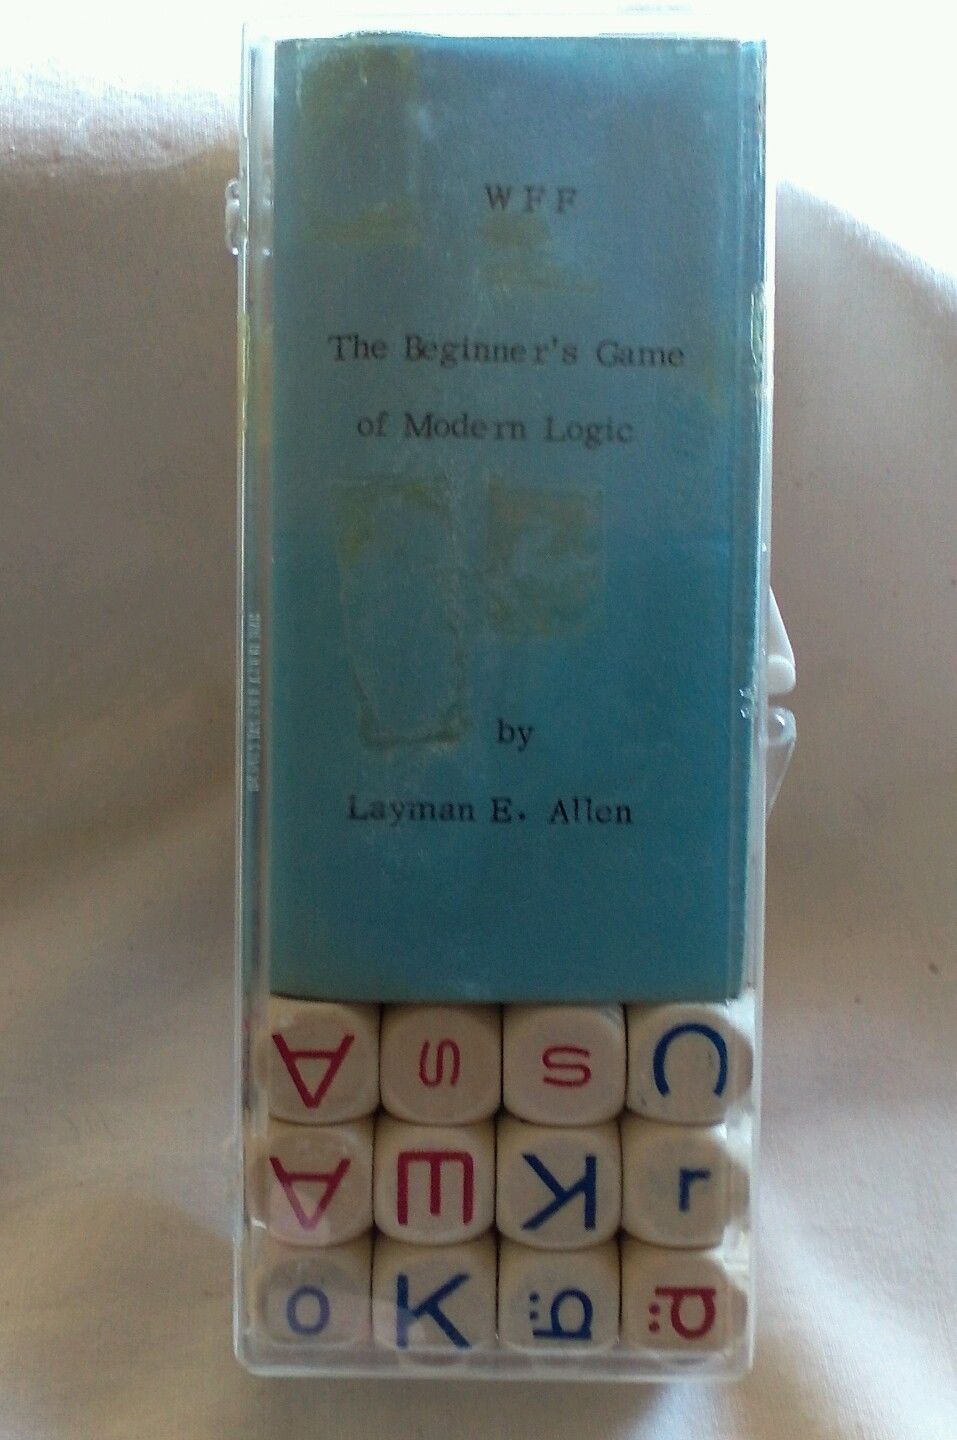 WFF
The Beginner's Game
of Modern Logic
by
Layman E. Allen
A s s C
A E K r
o K